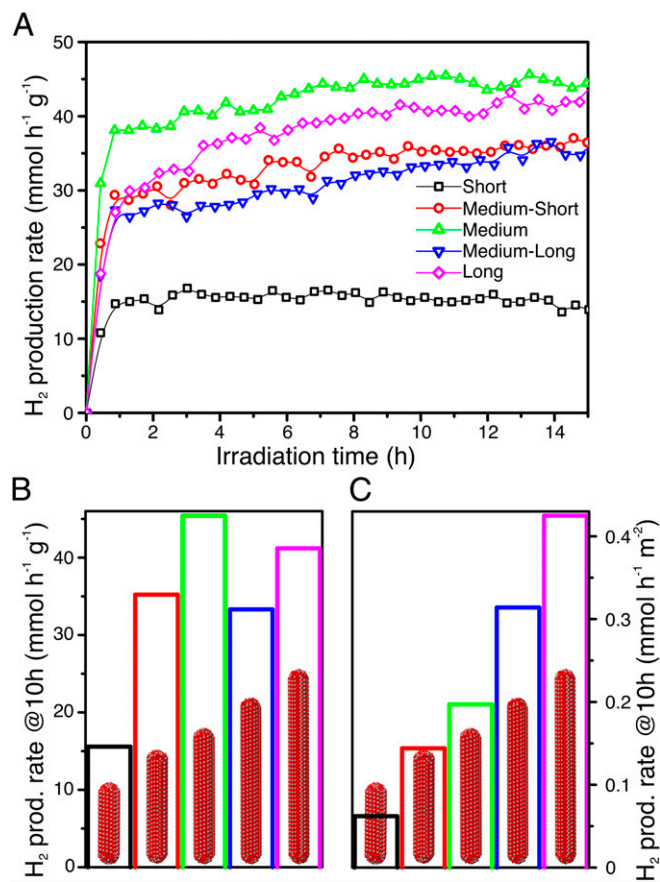 A
H₂ production rate (mmol h⁻¹ g⁻¹)
50
40
30
20
10
0
0 2 4 6 8 10 12 14
Irradiation time (h)
Short
Medium-Short
Medium
Medium-Long
Long
B
H₂ prod. rate @10h (mmol h⁻¹ g⁻¹)
40
30
20
10
0
C
0.4
0.3
0.2
0.1
0
H₂ prod. rate @10h (mmol h⁻¹ m⁻²)